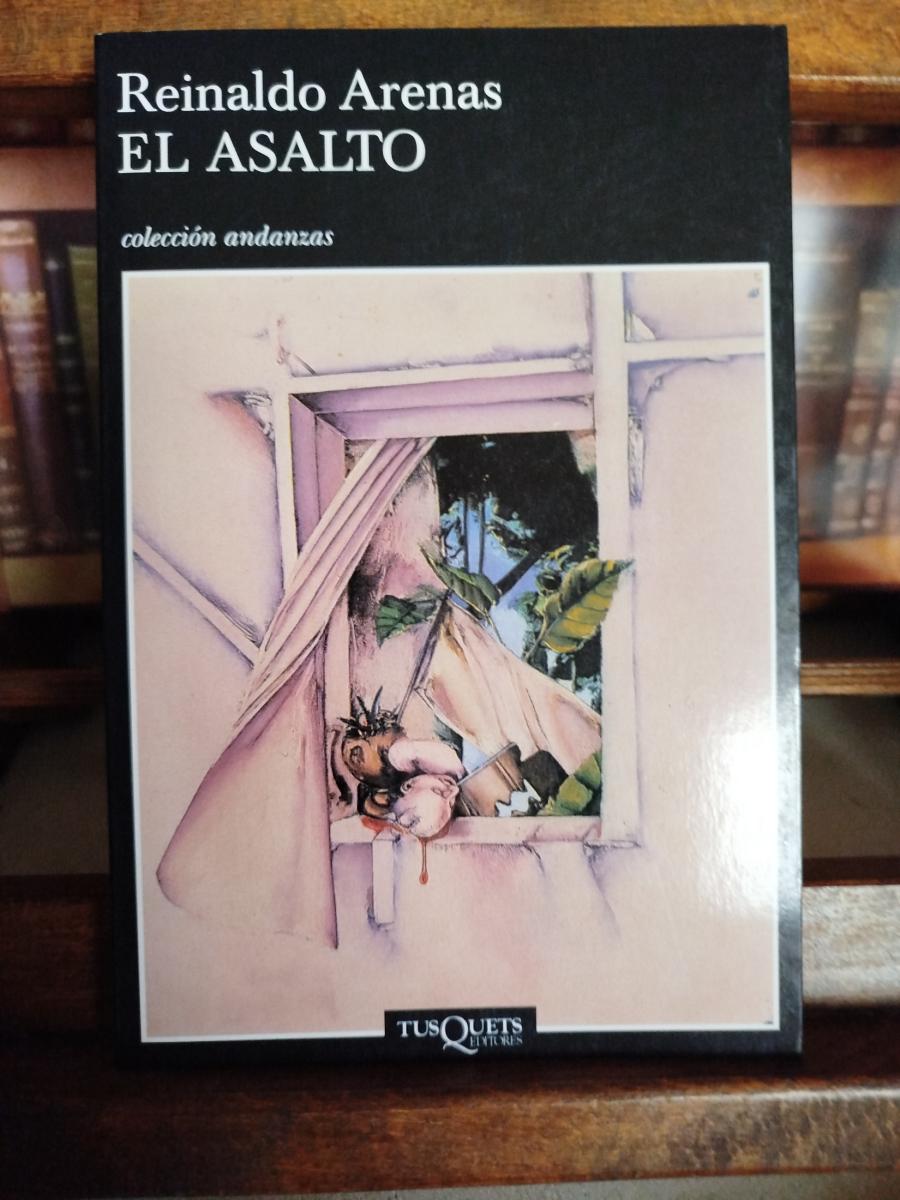 Reinaldo Arenas
EL ASALTO
colección andanzas
TUSQUETS
EDITORES